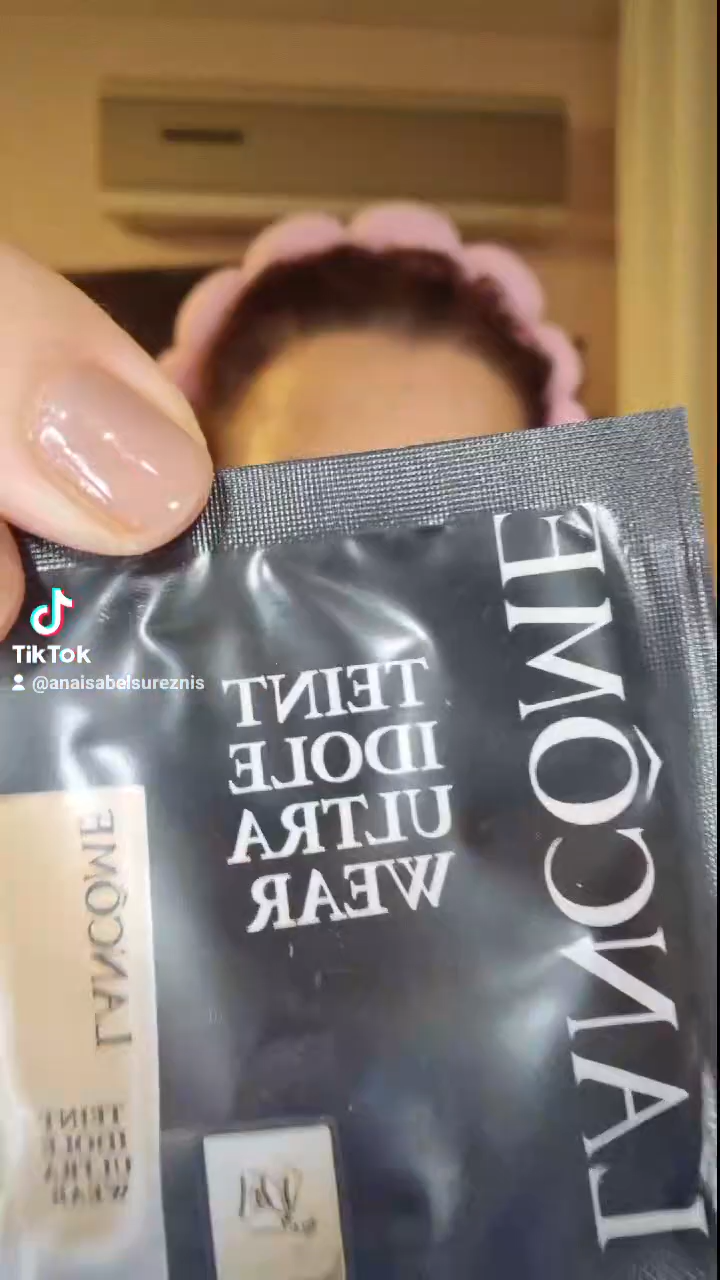 LANCÔME
TEINT
IDOLE
ULTRA
WEAR
LANCÔME
TEINT
IDOLE
ULTRA
WEAR
TikTok
@anaisabelsureznis